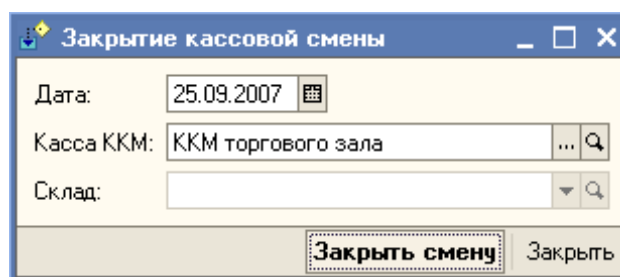 Закрытие кассовой смены
Дата: 25.09.2007
Касса ККМ: ККМ торгового зала ...
Склад:
Закрыть смену Закрыть